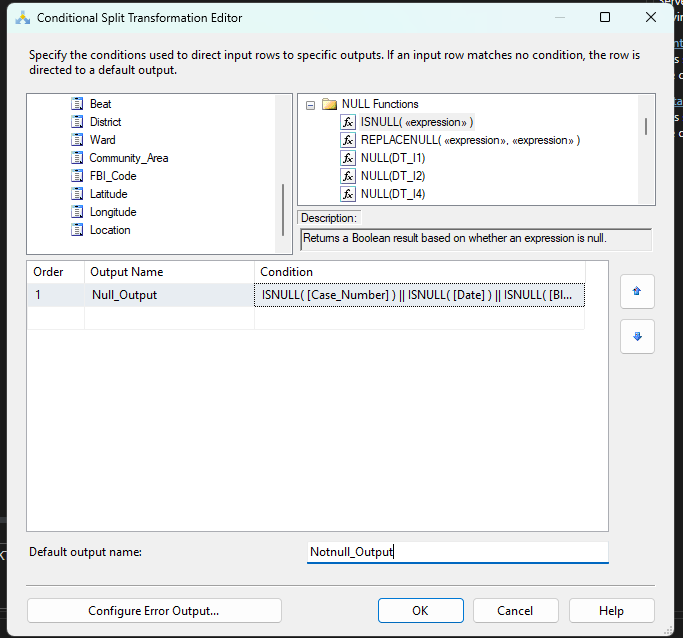 Conditional Split Transformation Editor
Specify the conditions used to direct input rows to specific outputs. If an input row matches no condition, the row is
directed to a default output.
Beat
District
Ward
Community_Area
FBI_Code
Latitude
Longitude
Location
NULL Functions
ISNULL( «expression» )
REPLACENULL( «expression», «expression» )
NULL(DT_I1)
NULL(DT_I2)
NULL(DT_I4)
Description:
Returns a Boolean result based on whether an expression is null.
Order Output Name Condition
1 Null_Output ISNULL( [Case_Number] ) || ISNULL( [Date] ) || ISNULL( [Bl...
Default output name: Notnull_Output
Configure Error Output... OK Cancel Help